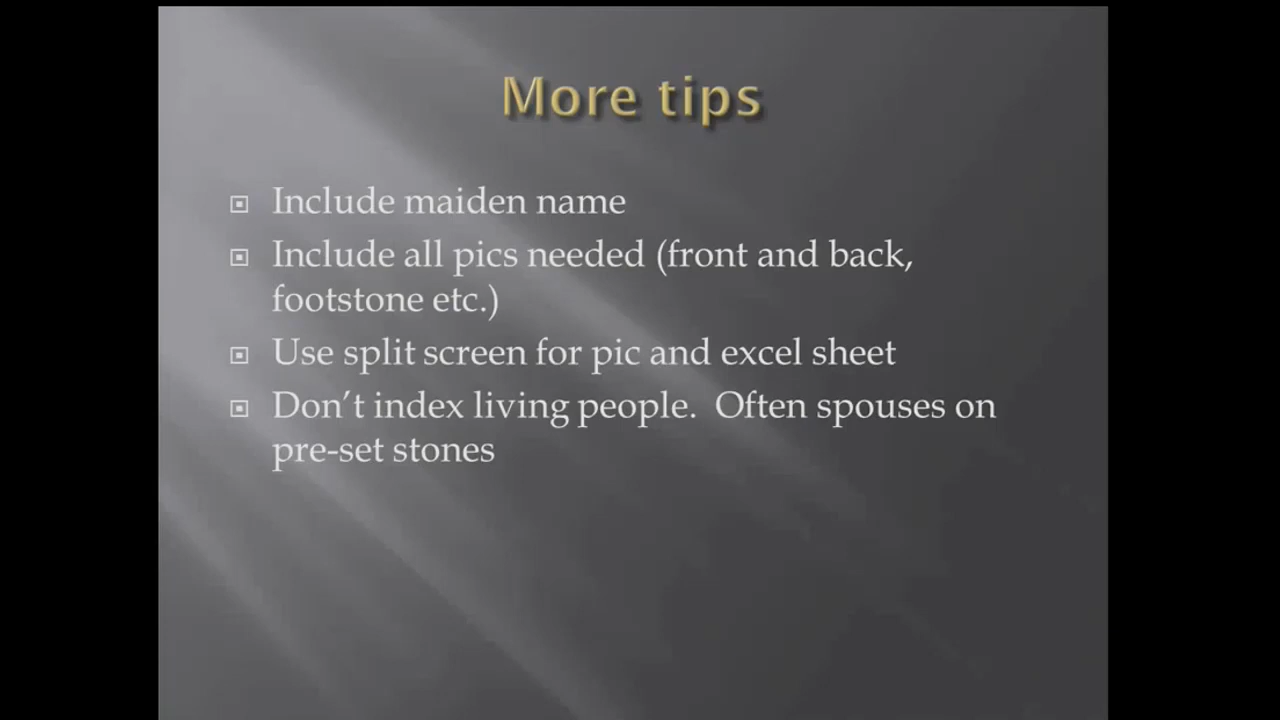 More tips
Include maiden name
Include all pics needed (front and back,
footstone etc.)
Use split screen for pic and excel sheet
Don’t index living people.  Often spouses on
pre-set stones